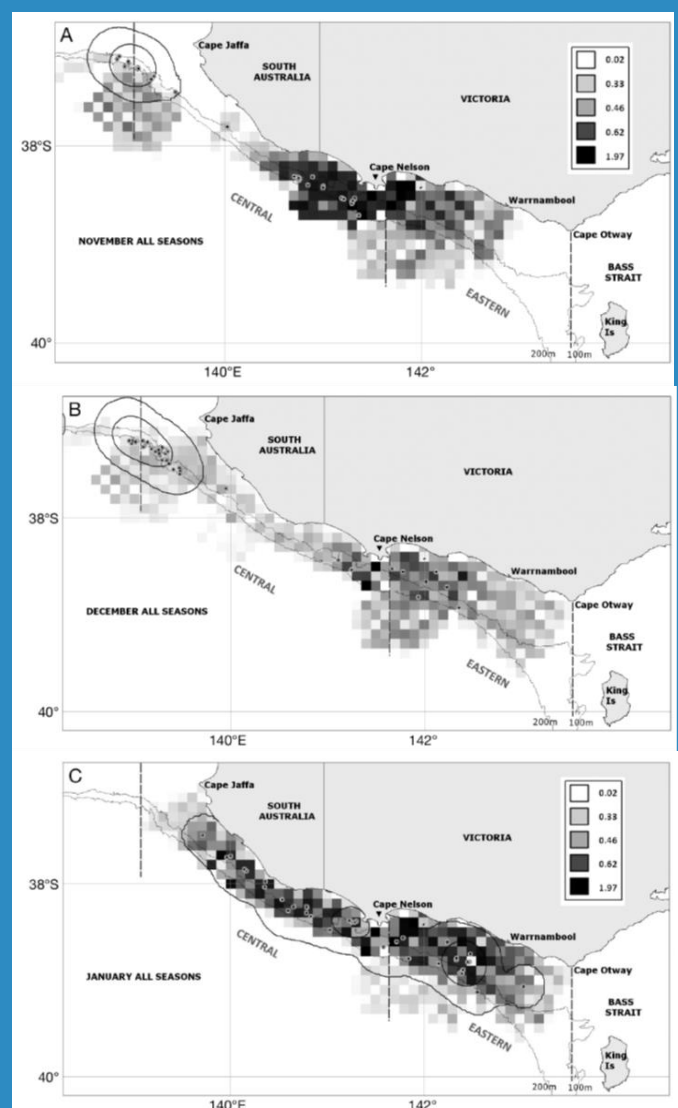 A
Cape Jaffa
SOUTH
AUSTRALIA
VICTORIA
0.02
0.33
0.46
0.62
1.97
38°S
Cape Nelson
Warrnambool
CENTRAL
Cape Otway
NOVEMBER ALL SEASONS
BASS
STRAIT
EASTERN
King
Is
40°
200m 100m
140°E
142°
B
Cape Jaffa
SOUTH
AUSTRALIA
VICTORIA
38°S
Cape Nelson
Warrnambool
CENTRAL
Cape Otway
DECEMBER ALL SEASONS
BASS
STRAIT
EASTERN
King
Is
40°
200m 100m
140°E
142°
C
Cape Jaffa
SOUTH
AUSTRALIA
VICTORIA
0.02
0.33
0.46
0.62
1.97
38°S
Cape Nelson
Warrnambool
CENTRAL
Cape Otway
JANUARY ALL SEASONS
BASS
STRAIT
EASTERN
King
Is
40°
200m 100m
140°E
142°